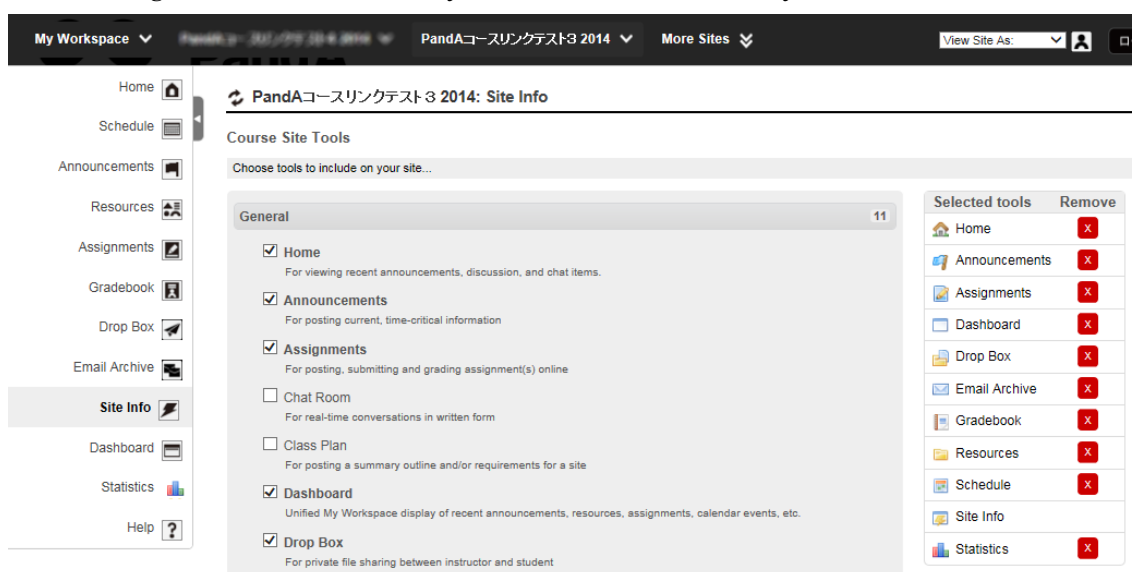 My Workspace
PandAコースリンクテスト3 2014
More Sites
View Site As:
ロ
Home
Schedule
Announcements
Resources
Assignments
Gradebook
Drop Box
Email Archive
Site Info
Dashboard
Statistics
Help
PandAコースリンクテスト３ 2014: Site Info
Course Site Tools
Choose tools to include on your site...
General 11
Home
For viewing recent announcements, discussion, and chat items.
Announcements
For posting current, time-critical information
Assignments
For posting, submitting and grading assignment(s) online
Chat Room
For real-time conversations in written form
Class Plan
For posting a summary outline and/or requirements for a site
Dashboard
Unified My Workspace display of recent announcements, resources, assignments, calendar events, etc.
Drop Box
For private file sharing between instructor and student
Selected tools Remove
Home X
Announcements X
Assignments X
Dashboard X
Drop Box X
Email Archive X
Gradebook X
Resources X
Schedule X
Site Info
Statistics X